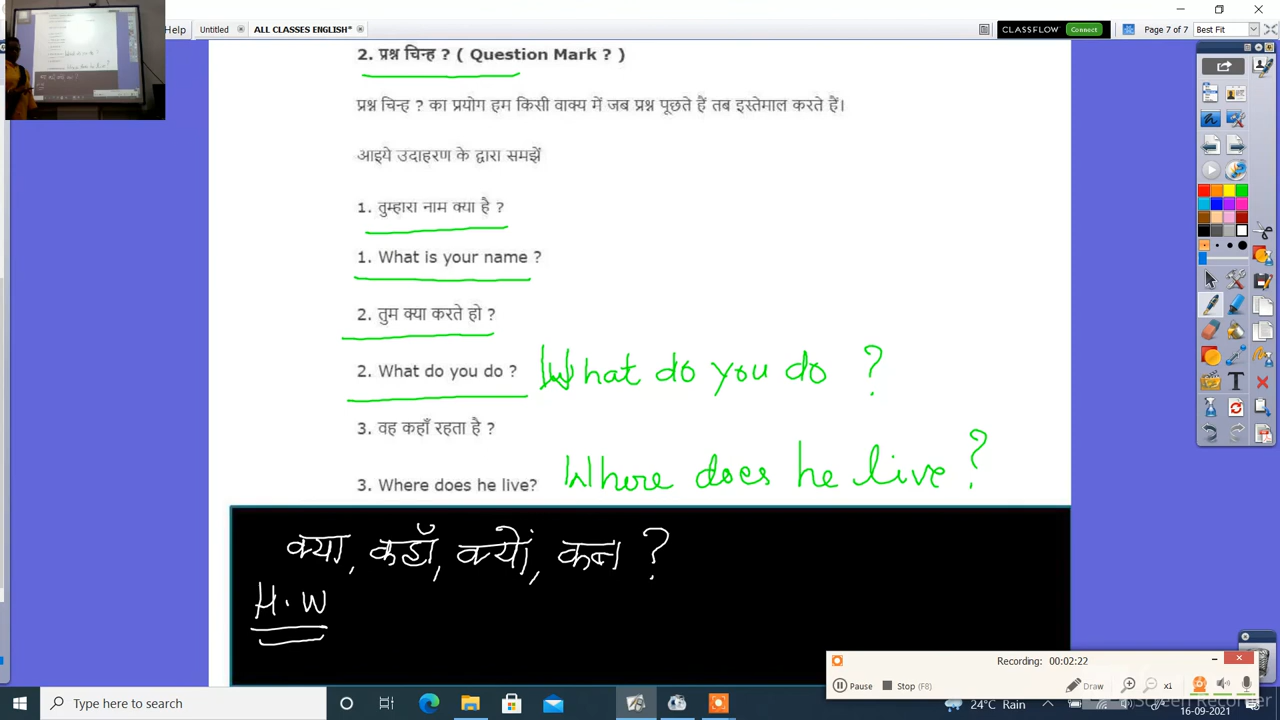 Help Untitled ALL CLASSES ENGLISH* CLASSFLOW Connect Page 7 of 7 Best Fit
2. प्रश्न चिन्ह ? ( Question Mark ? )
प्रश्न चिन्ह ? का प्रयोग हम किसी वाक्य में जब प्रश्न पूछते हैं तब इस्तेमाल करते हैं।
आइये उदाहरण के द्वारा समझें
1. तुम्हारा नाम क्या है ?
1. What is your name ?
2. तुम क्या करते हो ?
2. What do you do ? What do you do ?
3. वह कहाँ रहता है ?
3. Where does he live? Where does he live ?
क्या, कहाँ, क्यों, कब ?
H.W
Recording: 00:02:22
Pause Stop (F8) Draw x1
Type here to search 24°C Rain 16-09-2021